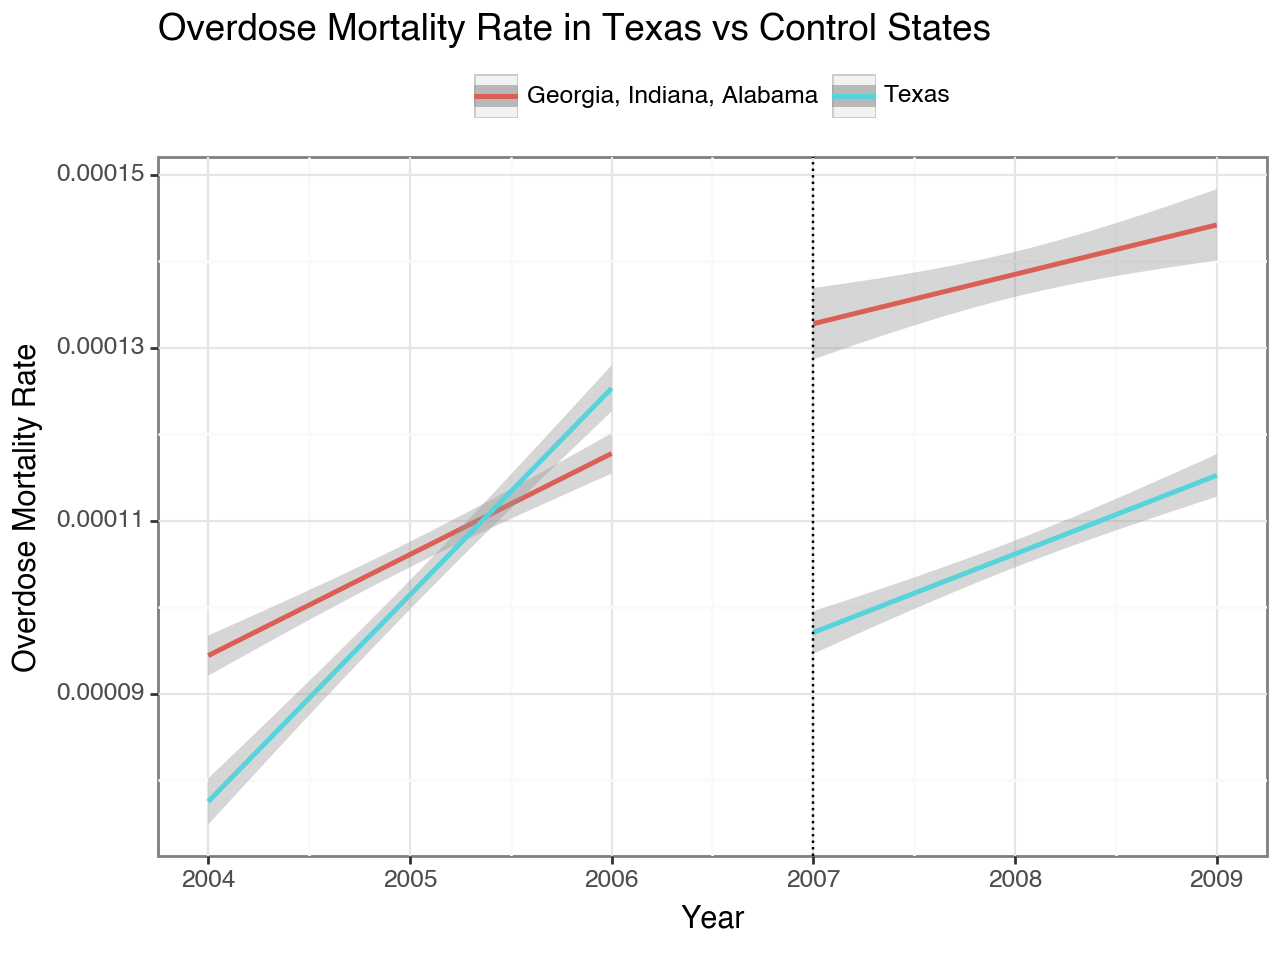 Overdose Mortality Rate in Texas vs Control States
Georgia, Indiana, Alabama
Texas
0.00015
0.00013
0.00011
0.00009
Overdose Mortality Rate
2004
2005
2006
2007
2008
2009
Year